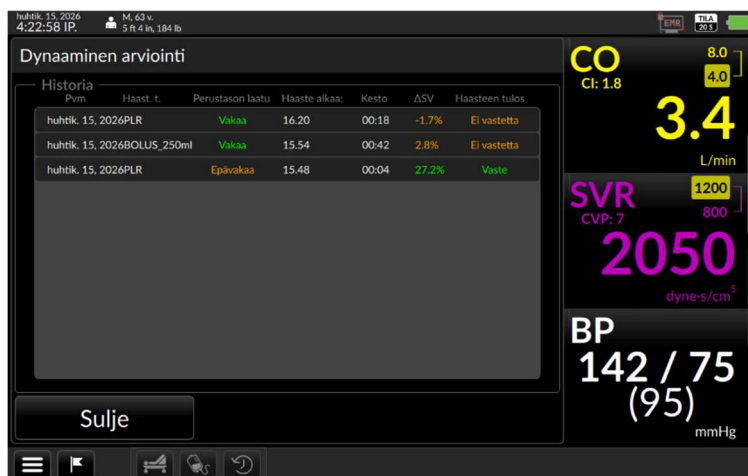 huhtik. 15, 2026
4:22:58 IP.
M, 63 v.
5 ft 4 in, 184 lb
EMR
TILA
20 S
Dynaaminen arviointi
Historia
Pvm Haast. t. Perustason laatu Haaste alkaa: Kesto ΔSV Haasteen tulos
huhtik. 15, 2026PLR Vakaa 16.20 00:18 -1.7% Ei vastetta
huhtik. 15, 2026BOLUS_250ml Vakaa 15.54 00:42 2.8% Ei vastetta
huhtik. 15, 2026PLR Epävakaa 15.48 00:04 27.2% Vaste
Sulje
CO
CI: 1.8
8.0
4.0
3.4
L/min
SVR
CVP: 7
1200
800
2050
dyne-s/cm⁵
BP
142 / 75
(95)
mmHg